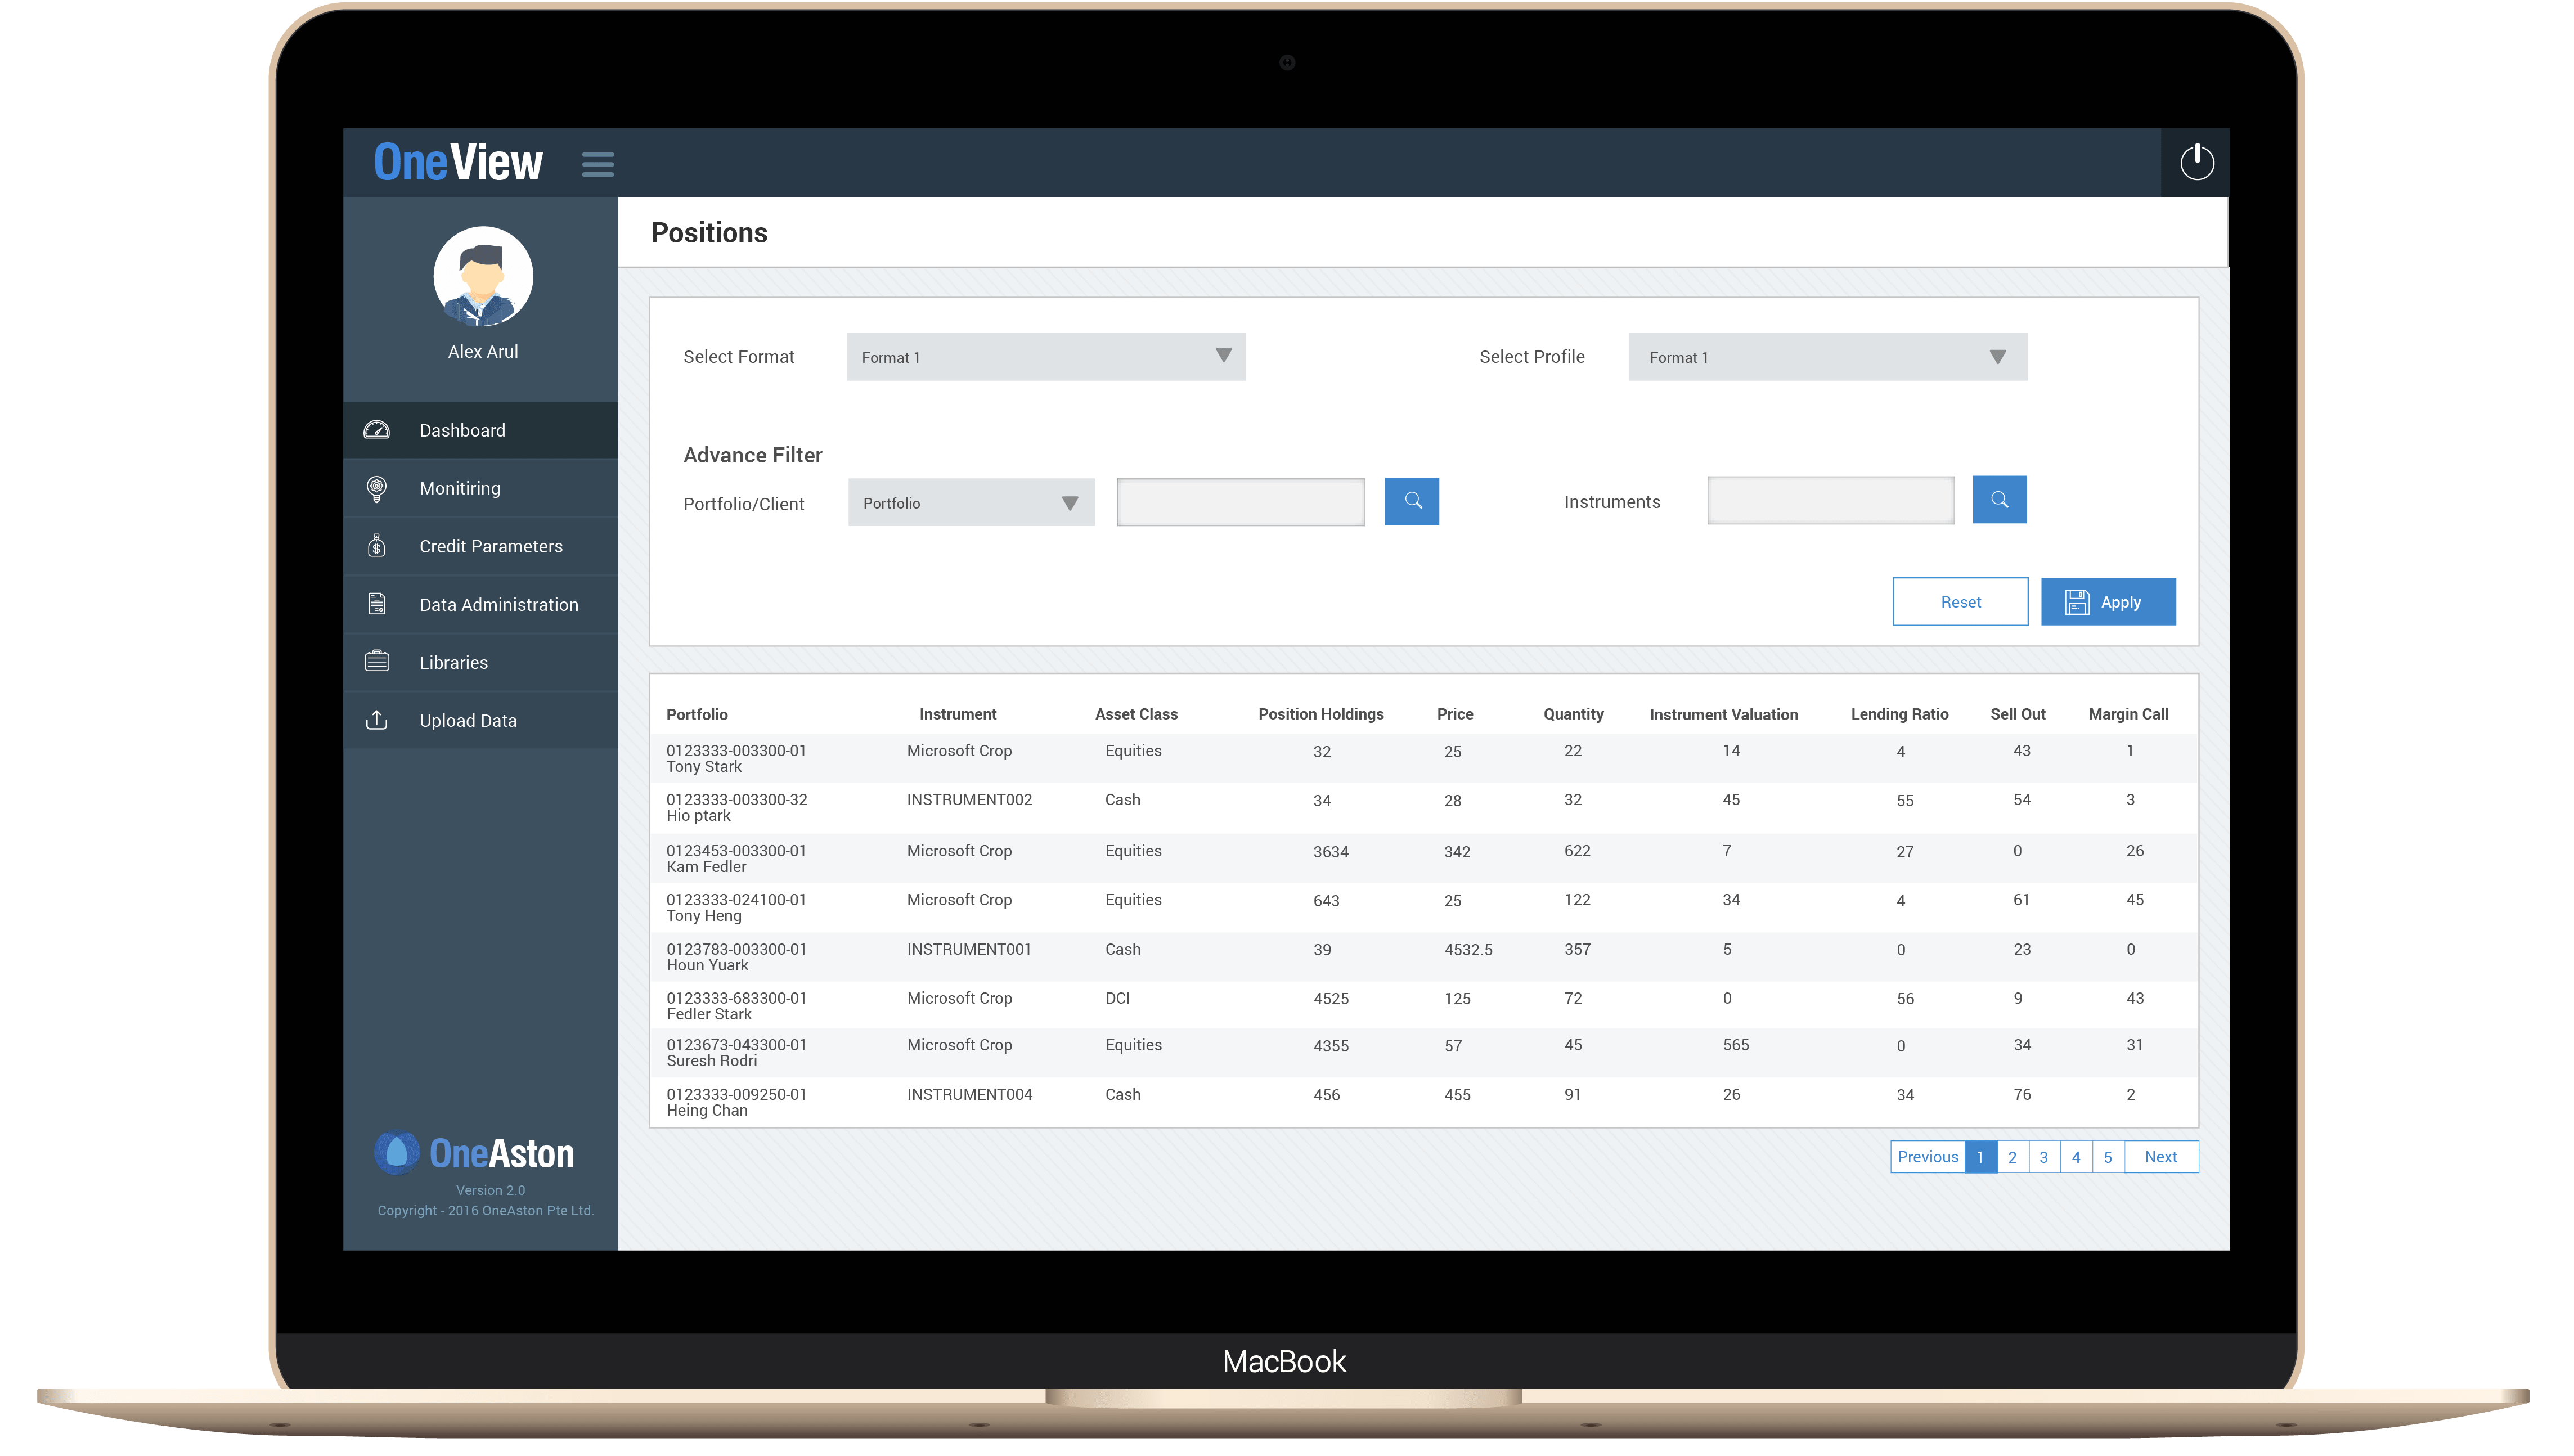 OneView
Positions
Alex Arul
Select Format Format 1 Select Profile Format 1
Dashboard
Advance Filter
Monitiring
Portfolio/Client Portfolio Instruments
Credit Parameters
Data Administration
Reset Apply
Libraries
Upload Data
Portfolio Instrument Asset Class Position Holdings Price Quantity Instrument Valuation Lending Ratio Sell Out Margin Call
0123333-003300-01 Microsoft Crop Equities 32 25 22 14 4 43 1
Tony Stark
0123333-003300-32 INSTRUMENT002 Cash 34 28 32 45 55 54 3
Hio ptark
0123453-003300-01 Microsoft Crop Equities 3634 342 622 7 27 0 26
Kam Fedler
0123333-024100-01 Microsoft Crop Equities 643 25 122 34 4 61 45
Tony Heng
0123783-003300-01 INSTRUMENT001 Cash 39 4532.5 357 5 0 23 0
Houn Yuark
0123333-683300-01 Microsoft Crop DCI 4525 125 72 0 56 9 43
Fedler Stark
0123673-043300-01 Microsoft Crop Equities 4355 57 45 565 0 34 31
Suresh Rodri
0123333-009250-01 INSTRUMENT004 Cash 456 455 91 26 34 76 2
Heing Chan
Previous 1 2 3 4 5 Next
OneAston
Version 2.0
Copyright - 2016 OneAston Pte Ltd.
MacBook